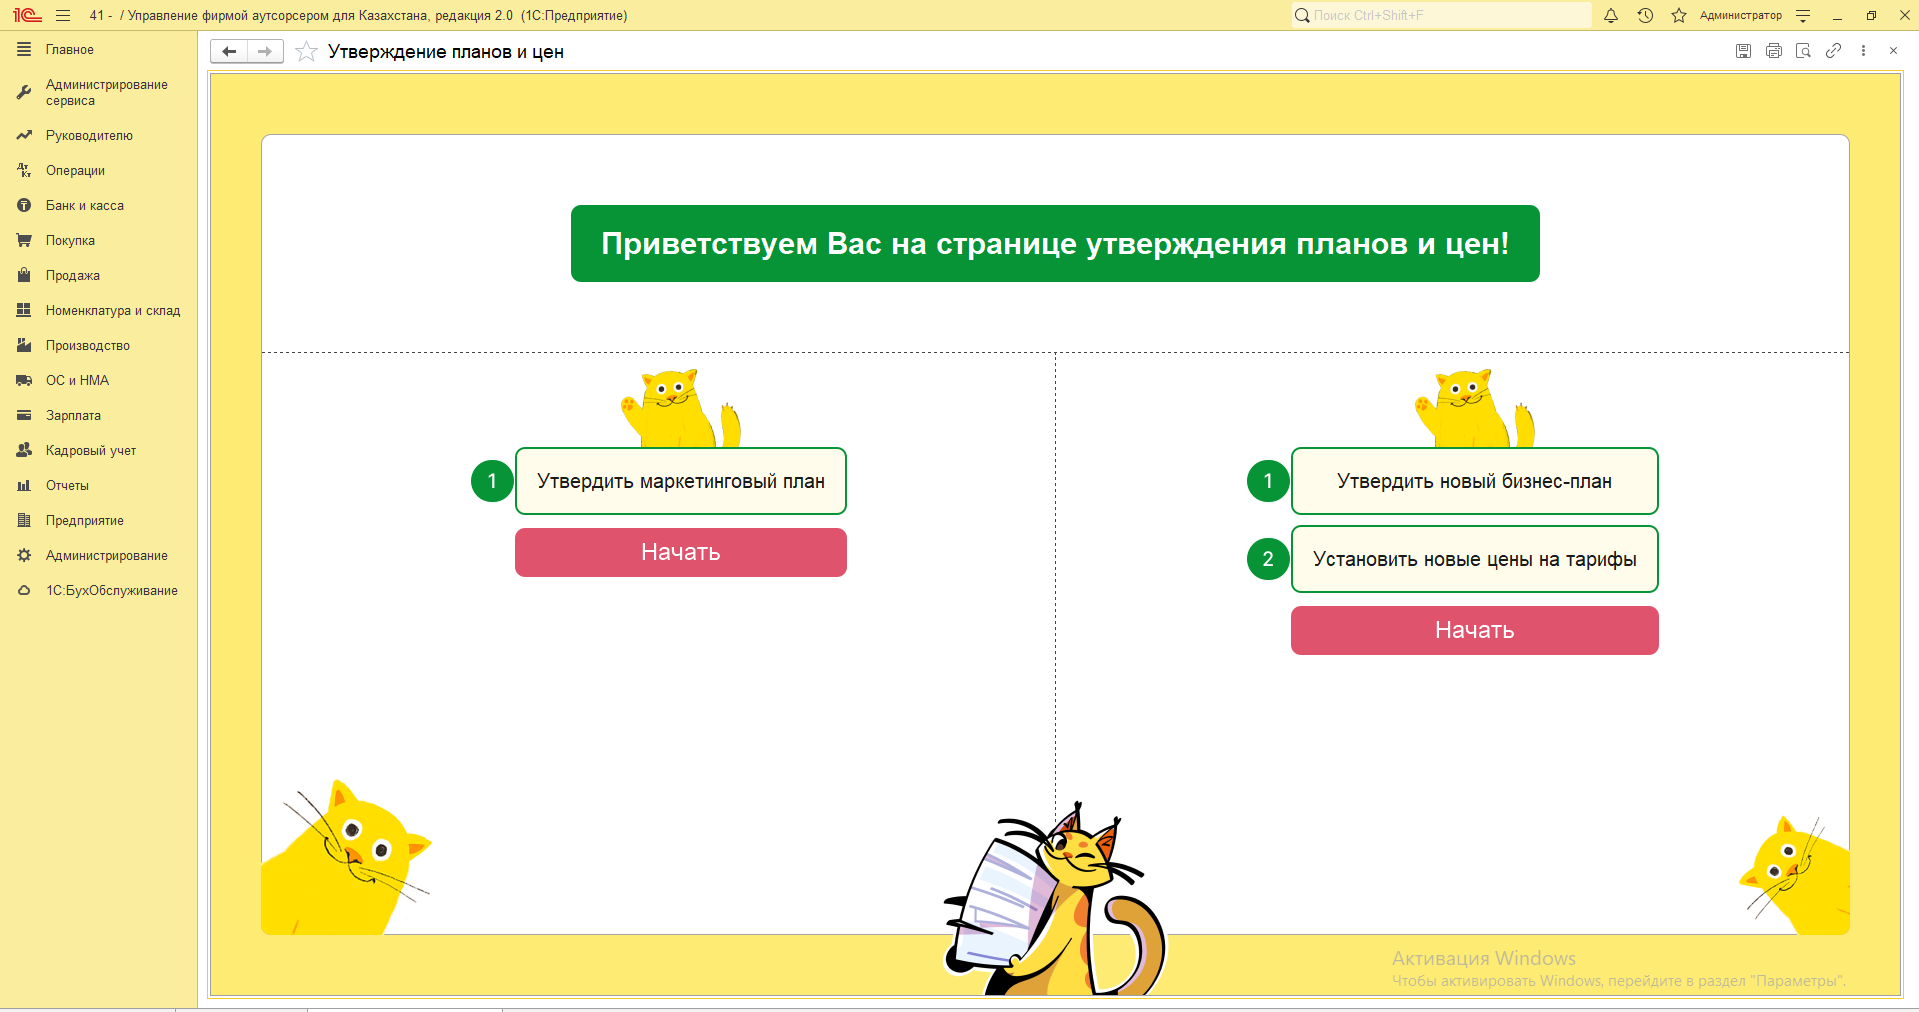 1С 41 - / Управление фирмой аутсорсером для Казахстана, редакция 2.0 (1С:Предприятие)
Поиск Ctrl+Shift+F
Администратор
Главное
Администрирование
сервиса
Руководителю
Дт Кт Операции
Банк и касса
Покупка
Продажа
Номенклатура и склад
Производство
ОС и НМА
Зарплата
Кадровый учет
Отчеты
Предприятие
Администрирование
1С:БухОбслуживание
Утверждение планов и цен
Приветствуем Вас на странице утверждения планов и цен!
1 Утвердить маркетинговый план
Начать
1 Утвердить новый бизнес-план
2 Установить новые цены на тарифы
Начать
Активация Windows
Чтобы активировать Windows, перейдите в раздел "Параметры".